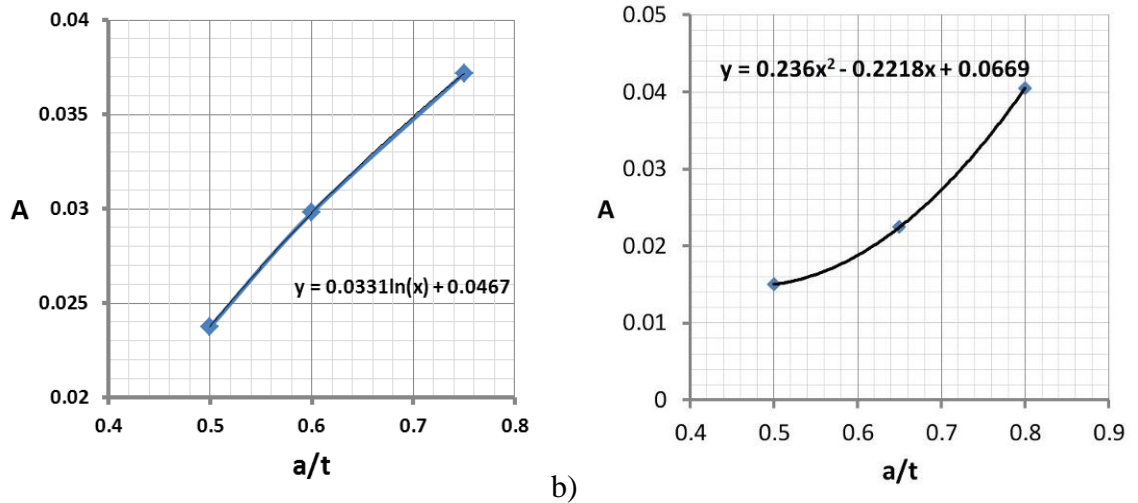 0.04
0.035
0.03
0.025
0.02
A
y = 0.0331ln(x) + 0.0467
0.4 0.5 0.6 0.7 0.8
a/t
b)
0.05
0.04
0.03
0.02
0.01
0
A
y = 0.236x² - 0.2218x + 0.0669
0.4 0.5 0.6 0.7 0.8 0.9
a/t